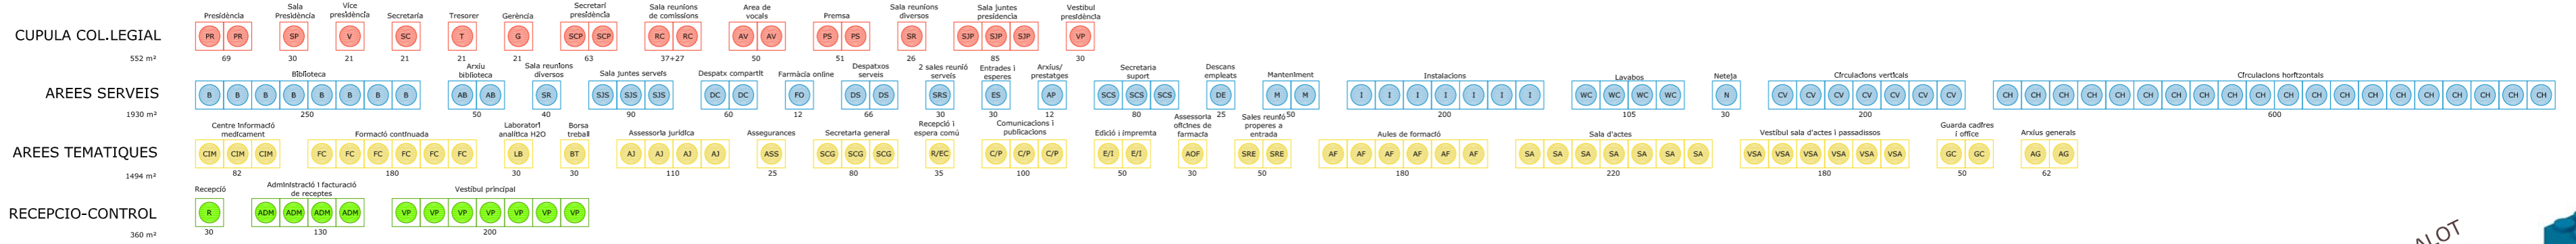 Presidència
Sala
Presidència
Vice
presidència
Secretaria
Tresorer
Gerència
Secretari
presidència
Sala reunions
de comissions
Area de
vocals
Premsa
Sala reunions
diversos
Sala juntes
presidencia
Vestibul
presidència
CUPULA COL.LEGIAL
PR PR SP V SC T G SCP SCP RC RC AV AV PS PS SR SJP SJP SJP VP
552 m² 69 30 21 21 21 21 63 37+27 50 51 26 85 30
Biblioteca
Arxiu
biblioteca
Sala reunions
diversos
Sala juntes serveis
Despatx compartit
Farmàcia online
Despatxos
serveis
2 sales reunió
serveis
Entrades i
esperes
Arxius/
prestatges
Secretaria
suport
Descans
empleats
Manteniment
Instalacions
Lavabos
Neteja
Circulacions verticals
Circulacions horitzontals
AREES SERVEIS
B B B B B B B B AB AB SR SJS SJS SJS DC DC FO DS DS SRS ES AP SCS SCS SCS DE M M I I I I I I I WC WC WC WC N CV CV CV CV CV CV CV CH CH CH CH CH CH CH CH CH CH CH CH CH CH CH CH CH CH CH CH
1930 m² 250 50 40 90 60 12 66 30 30 12 80 25 50 200 105 30 200 600
Centre Informació
medicament
Formació continuada
Laboratori
analítica H2O
Borsa
treball
Assessoria jurídica
Assegurances
Secretaria general
Recepció i
espera comú
Comunicacions i
publicacions
Edició i impremta
Assessoria
oficines de
farmacia
Sales reunió
properes a
entrada
Aules de formació
Sala d'actes
Vestibul sala d'actes i passadissos
Guarda cadires
i office
Arxius generals
AREES TEMATIQUES
CIM CIM CIM FC FC FC FC FC FC LB BT AJ AJ AJ AJ ASS SCG SCG SCG R/EC C/P C/P C/P E/I E/I AOF SRE SRE AF AF AF AF AF AF SA SA SA SA SA SA SA VSA VSA VSA VSA VSA VSA GC GC AG AG
1494 m² 82 180 30 30 110 25 80 35 100 50 30 50 180 220 180 50 62
Recepció
Administració i facturació
de receptes
Vestíbul principal
RECEPCIO-CONTROL
R ADM ADM ADM ADM VP VP VP VP VP VP VP
360 m² 30 130 200